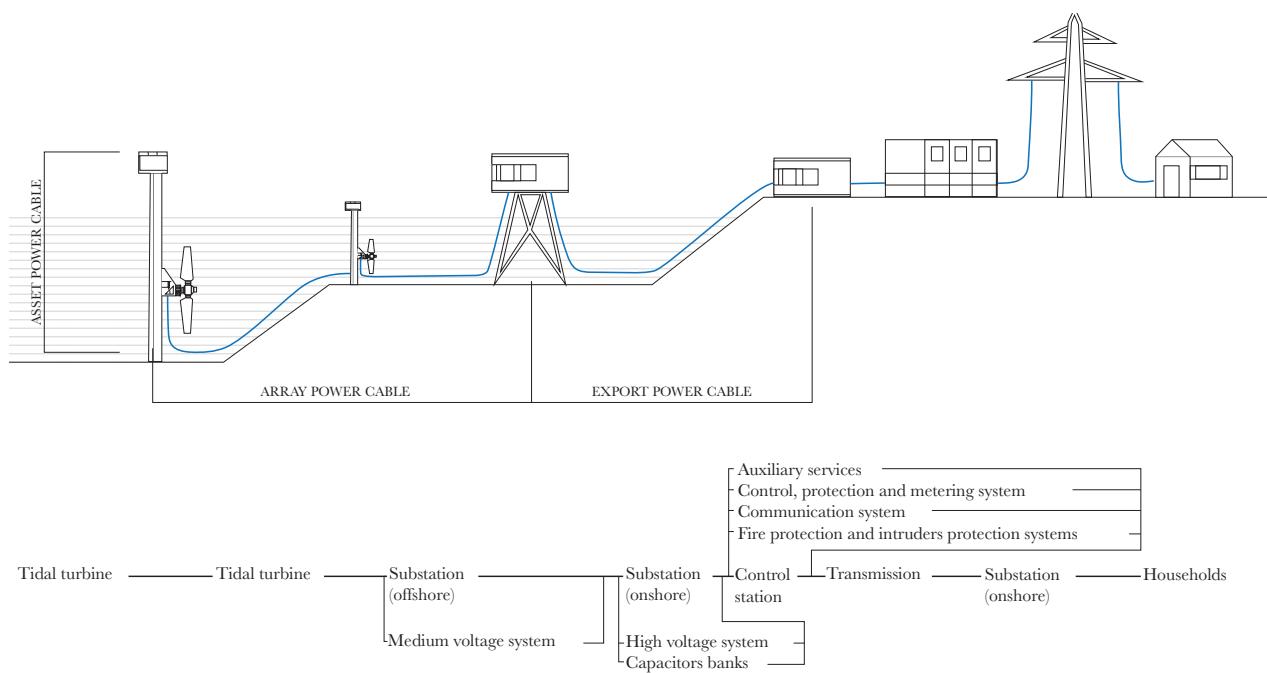 ASSET POWER CABLE
ARRAY POWER CABLE
EXPORT POWER CABLE
Auxiliary services
Control, protection and metering system
Communication system
Fire protection and intruders protection systems
Tidal turbine
Tidal turbine
Substation
(offshore)
Substation
(onshore)
Control
station
Transmission
Substation
(onshore)
Households
Medium voltage system
High voltage system
Capacitors banks